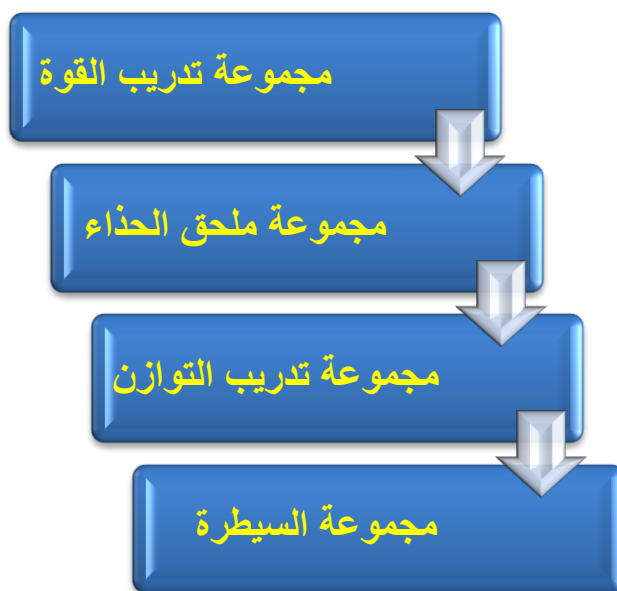 مجموعة تدريب القوة
مجموعة ملحق الحذاء
مجموعة تدريب التوازن
مجموعة السيطرة